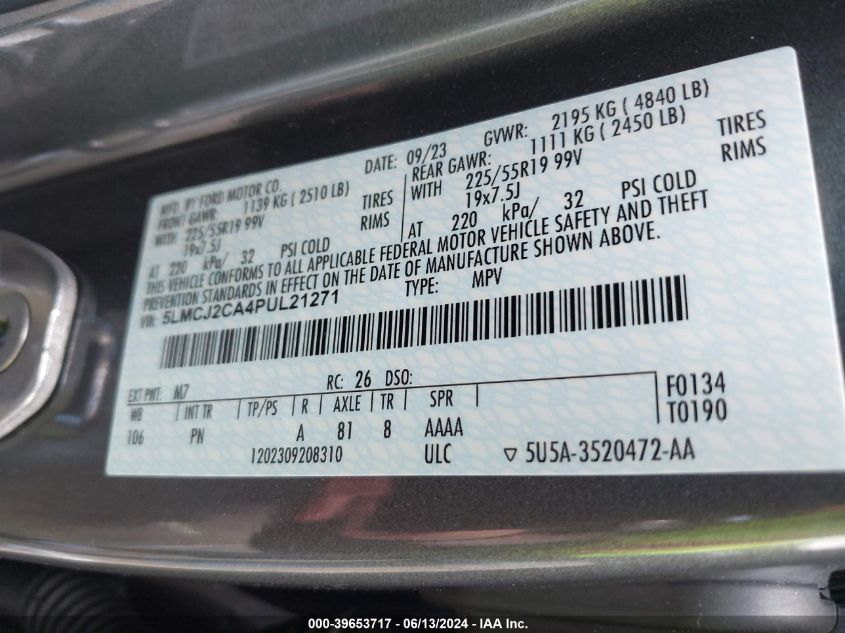 MFD. BY FORD MOTOR CO.
DATE: 09/23 GVWR: 2195 KG ( 4840 LB)
FRONT GAWR: 1139 KG ( 2510 LB)
WITH 225/55R19 99V TIRES
19x7.5J RIMS
AT 220 kPa/ 32 PSI COLD
REAR GAWR: 1111 KG ( 2450 LB)
WITH 225/55R19 99V TIRES
19x7.5J RIMS
AT 220 kPa/ 32 PSI COLD
THIS VEHICLE CONFORMS TO ALL APPLICABLE FEDERAL MOTOR VEHICLE SAFETY AND THEFT
PREVENTION STANDARDS IN EFFECT ON THE DATE OF MANUFACTURE SHOWN ABOVE.
VIN: 5LMCJ2CA4PUL21271 TYPE: MPV
EXT PNT: M7 RC: 26 DSO:
WB INT TR TP/PS R AXLE TR SPR
106 PN A 81 8 AAAA
F0134
T0190
1202309208310 ULC ▽ 5U5A-3520472-AA
000-39653717 - 06/13/2024 - IAA Inc.